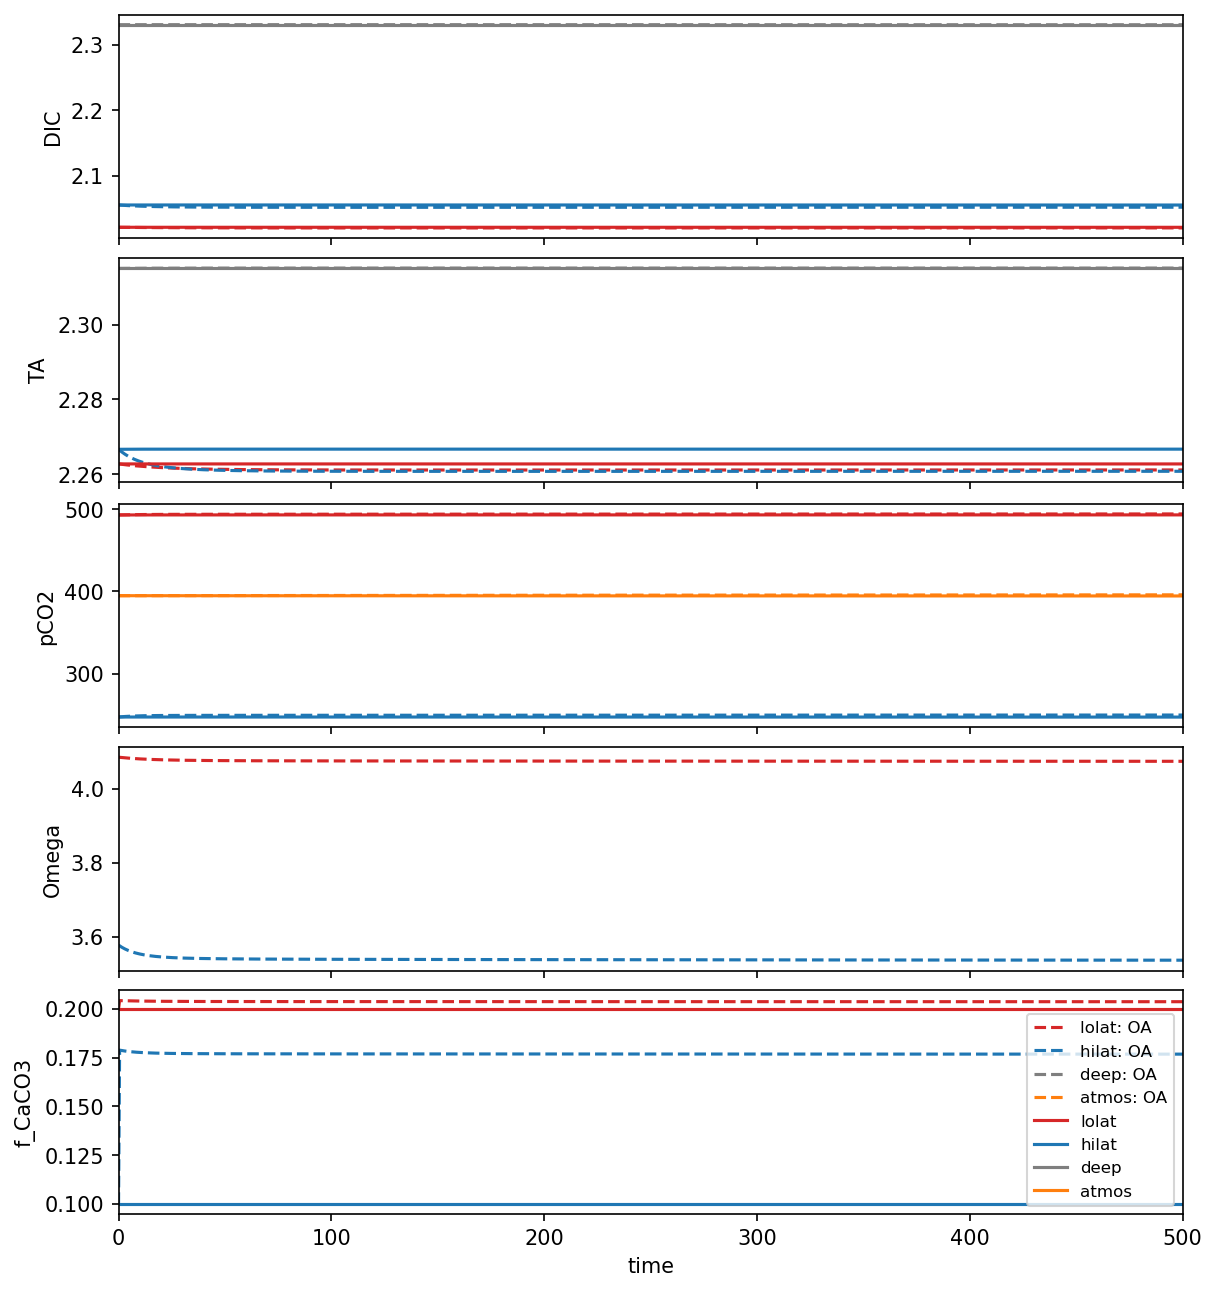 DIC
2.3
2.2
2.1
TA
2.30
2.28
2.26
pCO2
500
400
300
Omega
4.0
3.8
3.6
f_CaCO3
0.200
0.175
0.150
0.125
0.100
lolat: OA
hilat: OA
deep: OA
atmos: OA
lolat
hilat
deep
atmos
0 100 200 300 400 500
time